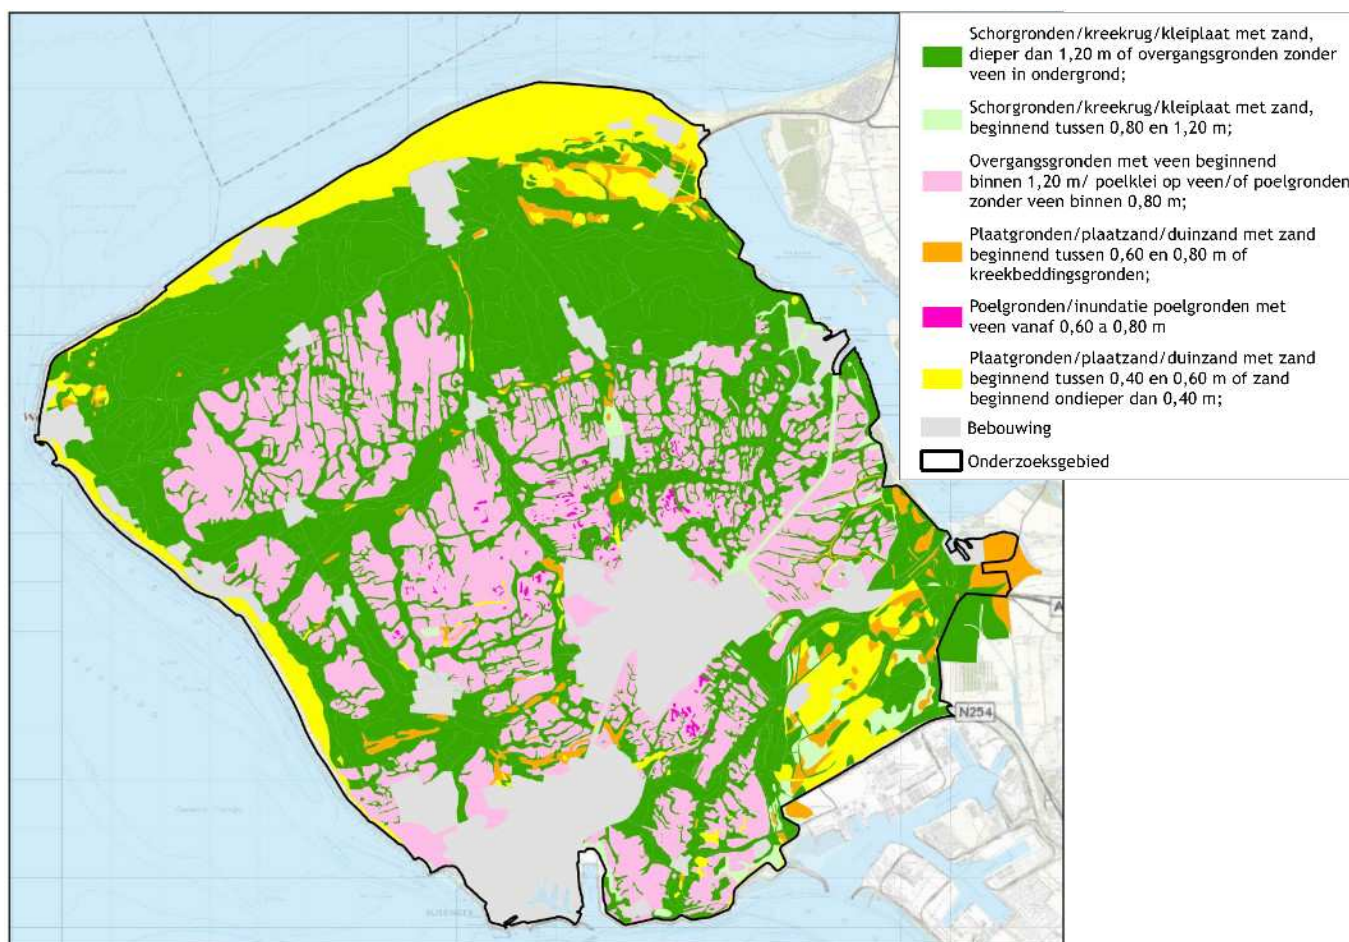 Schorgronden/kreekrug/kleiplaat met zand,
dieper dan 1,20 m of overgangsgronden zonder
veen in ondergrond;
Schorgronden/kreekrug/kleiplaat met zand,
beginnend tussen 0,80 en 1,20 m;
Overgangsgronden met veen beginnend
binnen 1,20 m/ poelklei op veen/of poelgronden
zonder veen binnen 0,80 m;
Plaatgronden/plaatzand/duinzand met zand
beginnend tussen 0,60 en 0,80 m of
kreekbeddingsgronden;
Poelgronden/inundatie poelgronden met
veen vanaf 0,60 a 0,80 m
Plaatgronden/plaatzand/duinzand met zand
beginnend tussen 0,40 en 0,60 m of zand
beginnend ondieper dan 0,40 m;
Bebouwing
Onderzoeksgebied
N254